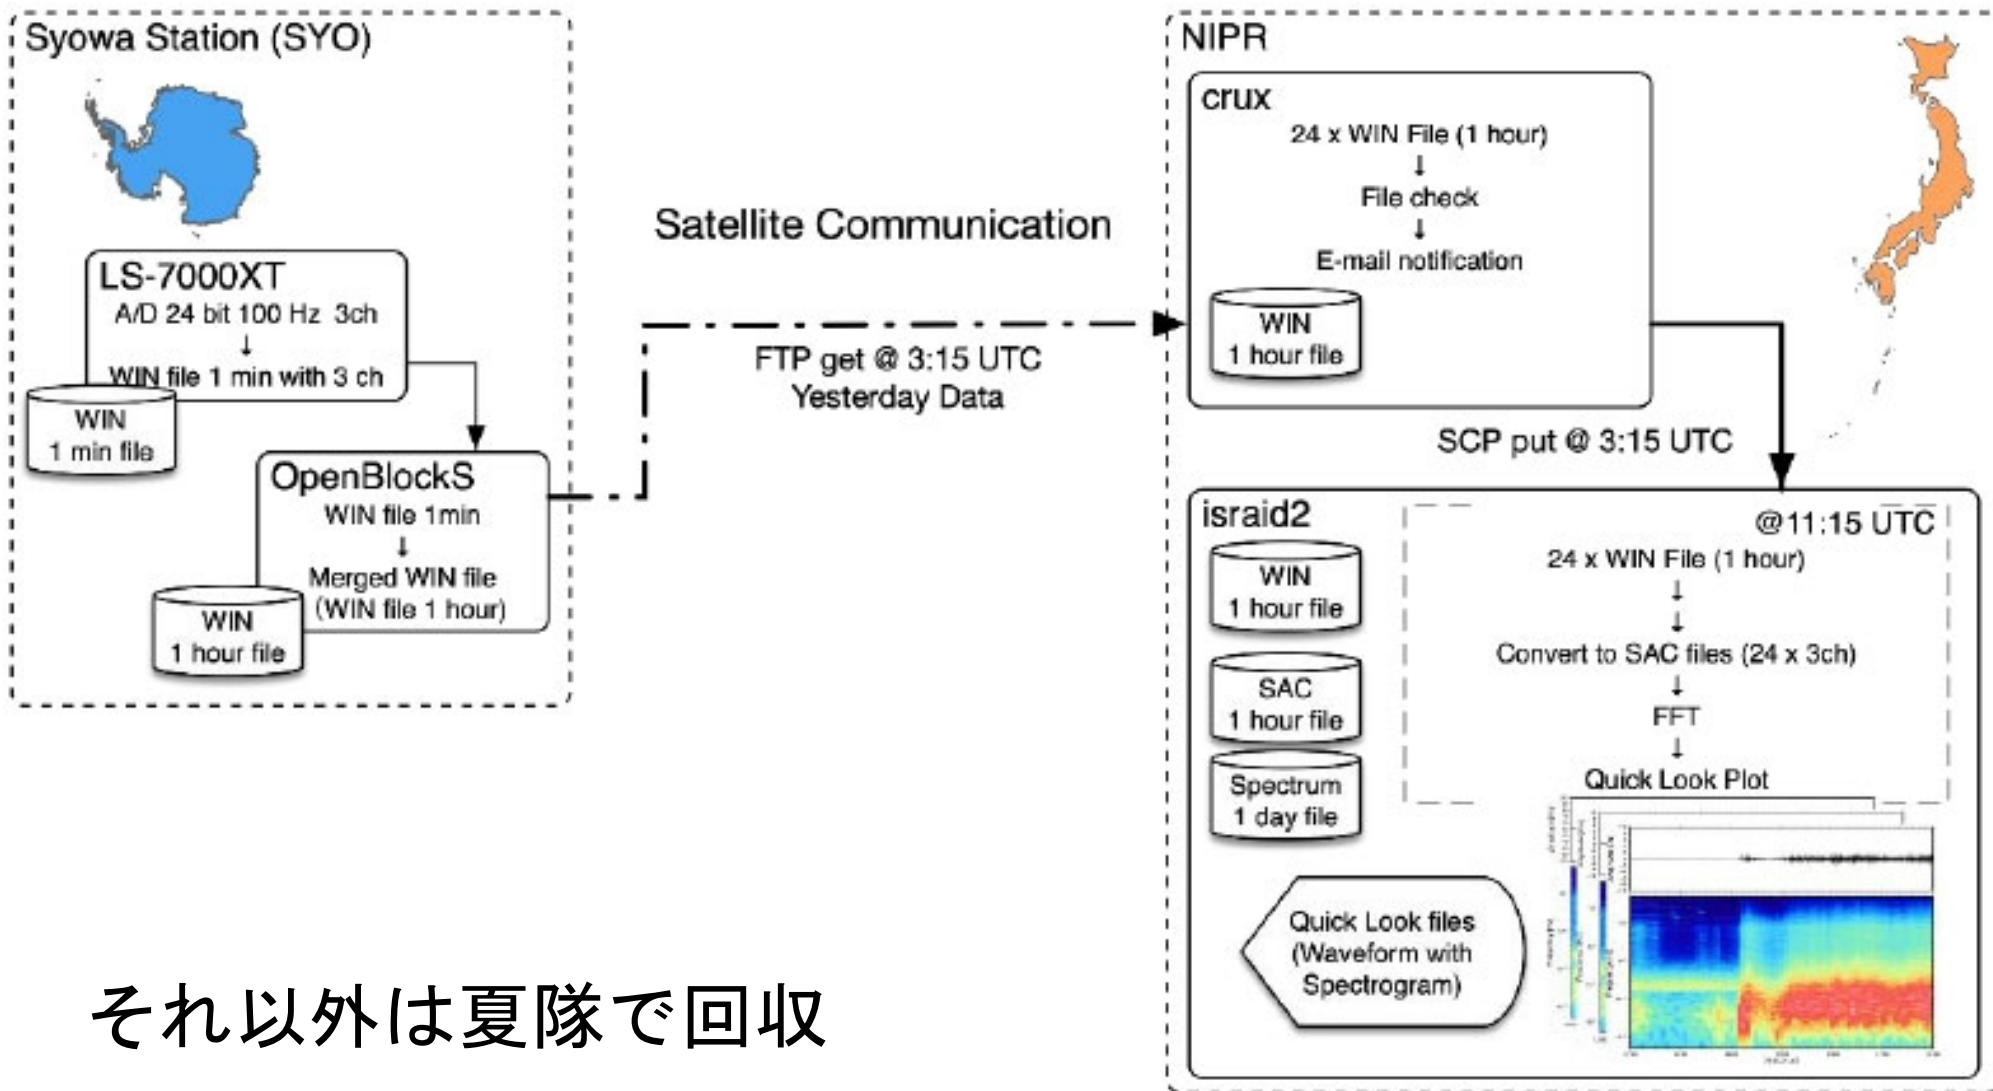 Syowa Station (SYO)
LS-7000XT
A/D 24 bit 100 Hz 3ch
↓
WIN file 1 min with 3 ch
WIN
1 min file
OpenBlockS
WIN file 1min
↓
Merged WIN file
(WIN file 1 hour)
WIN
1 hour file
Satellite Communication
FTP get @ 3:15 UTC
Yesterday Data
NIPR
crux
24 x WIN File (1 hour)
↓
File check
↓
E-mail notification
WIN
1 hour file
SCP put @ 3:15 UTC
israid2
WIN
1 hour file
SAC
1 hour file
Spectrum
1 day file
@11:15 UTC
24 x WIN File (1 hour)
↓
↓
Convert to SAC files (24 x 3ch)
↓
FFT
↓
Quick Look Plot
Quick Look files
(Waveform with
Spectrogram)
それ以外は夏隊で回収